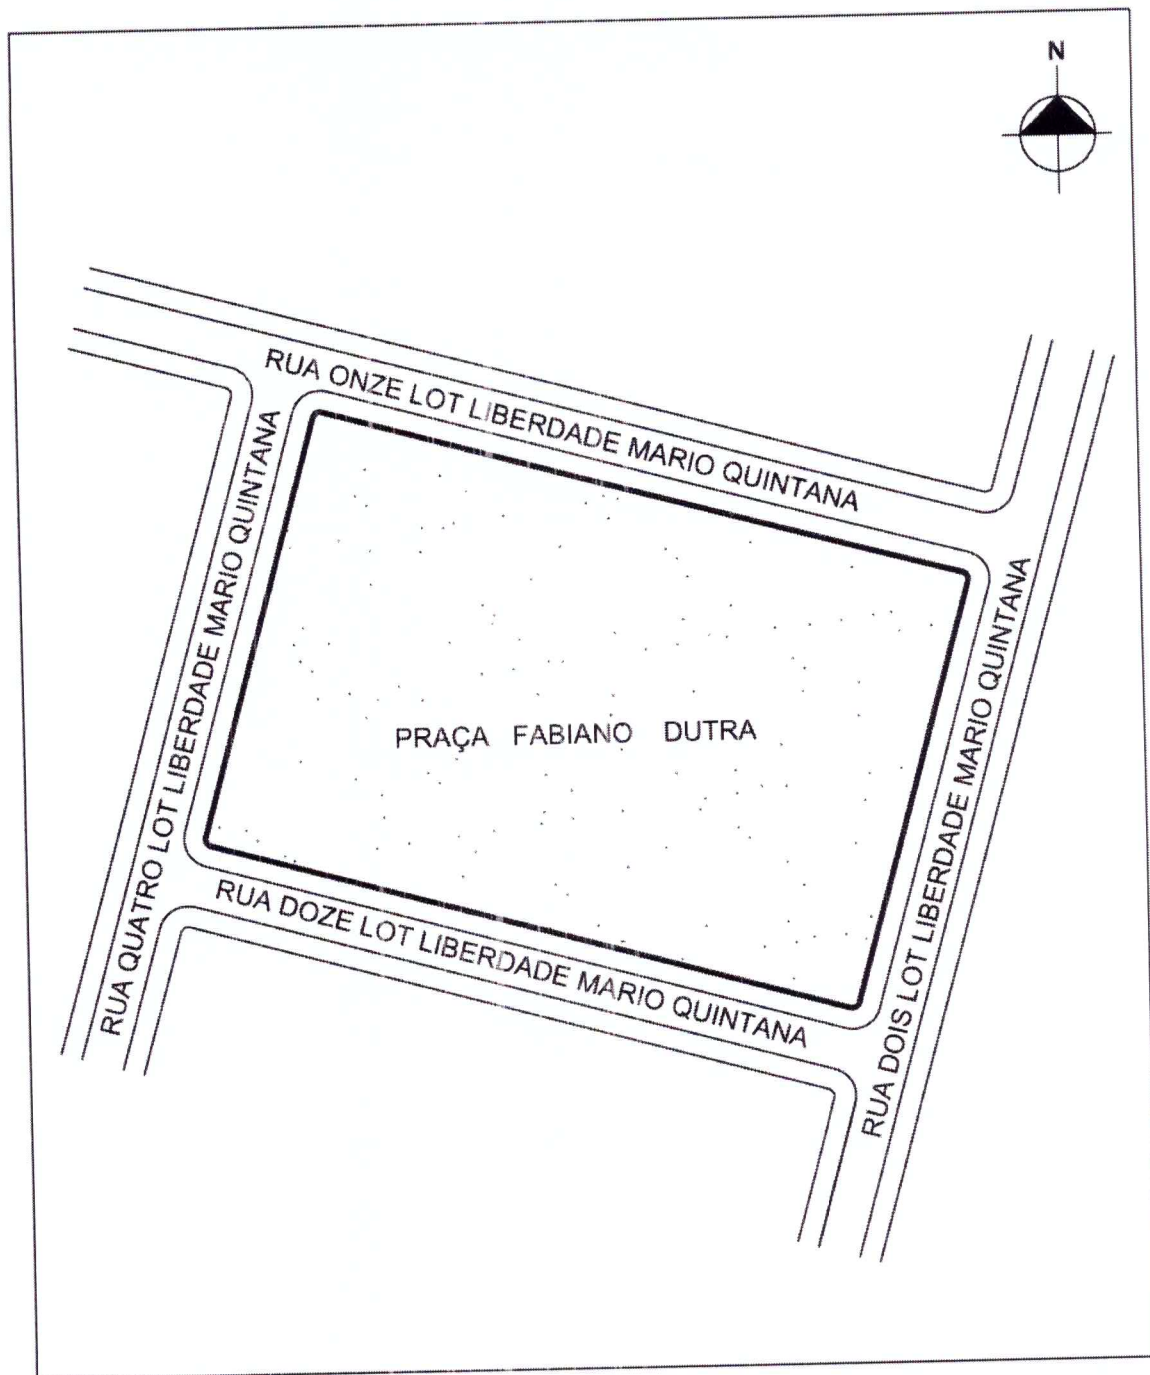 N
RUA ONZE LOT LIBERDADE MARIO QUINTANA
RUA QUATRO LOT LIBERDADE MARIO QUINTANA
PRAÇA FABIANO DUTRA
RUA DOIS LOT LIBERDADE MARIO QUINTANA
RUA DOZE LOT LIBERDADE MARIO QUINTANA